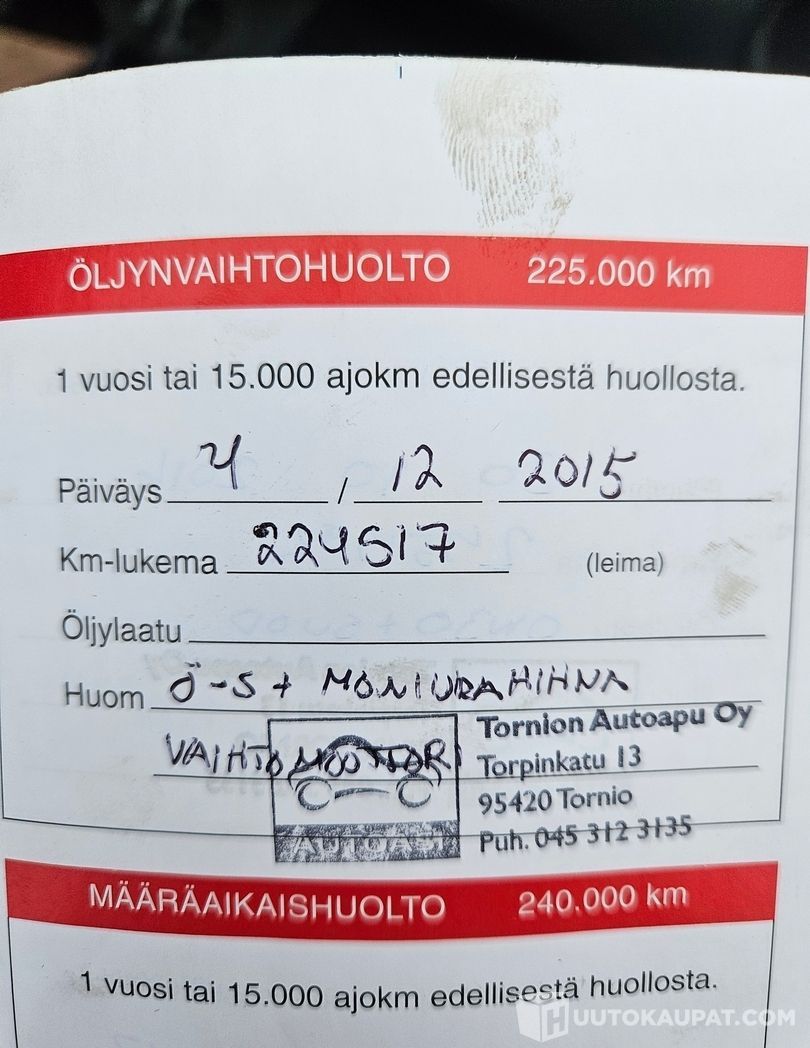 ÖLJYNVAIHTOHUOLTO 225.000 km
1 vuosi tai 15.000 ajokm edellisestä huollosta.
Päiväys 4 / 12 2015
Km-lukema 224517 (leima)
Öljylaatu
Huom Ö-S + MONIURAHIHNA
VAIHTOMOOTTORI
Tornion Autoapu Oy
Torpinkatu 13
95420 Tornio
Puh. 045 312 3135
AUTOASI
MÄÄRÄAIKAISHUOLTO 240.000 km
1 vuosi tai 15.000 ajokm edellisestä huollosta.
HUUTOKAUPAT.COM